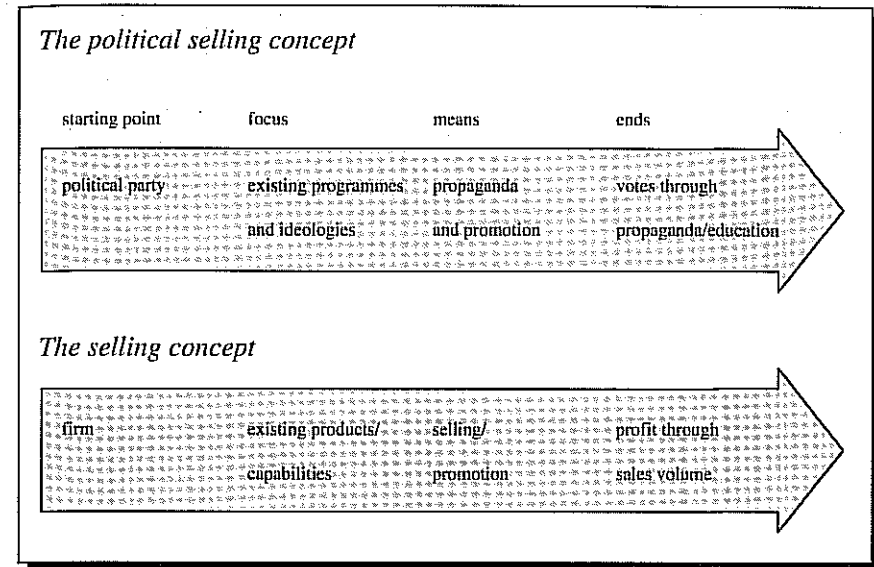 The political selling concept
starting point focus means ends
political party existing programmes propaganda votes through
and ideologies and promotion propaganda/education
The selling concept
firm existing products/ selling/ profit through
capabilities promotion sales volume